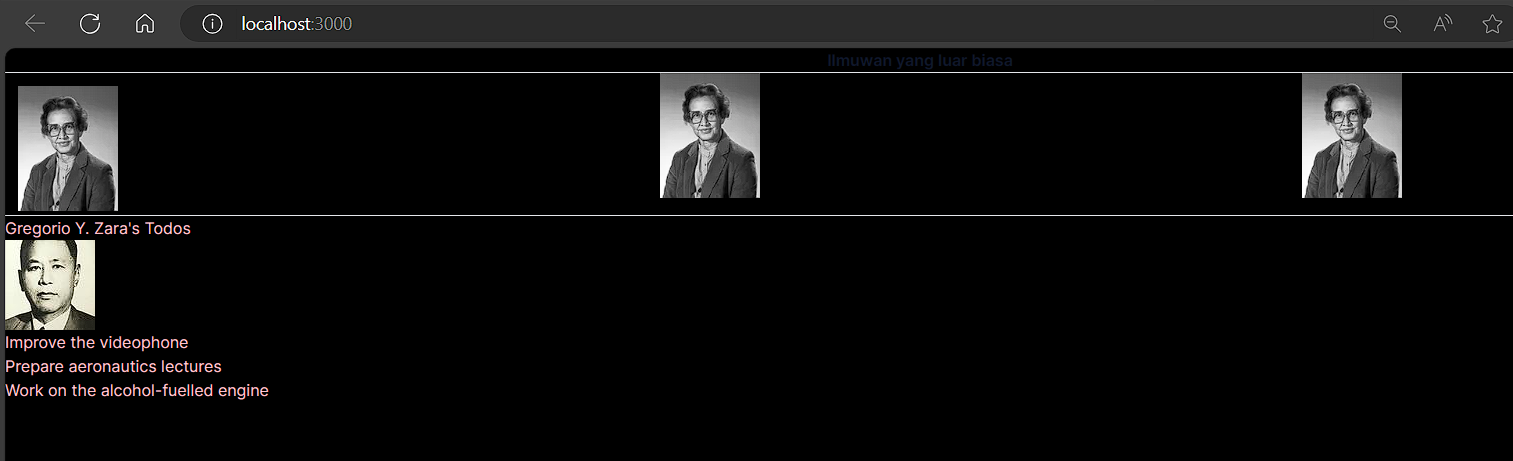 localhost:3000
Ilmuwan yang luar biasa
Gregorio Y. Zara's Todos
Improve the videophone
Prepare aeronautics lectures
Work on the alcohol-fuelled engine